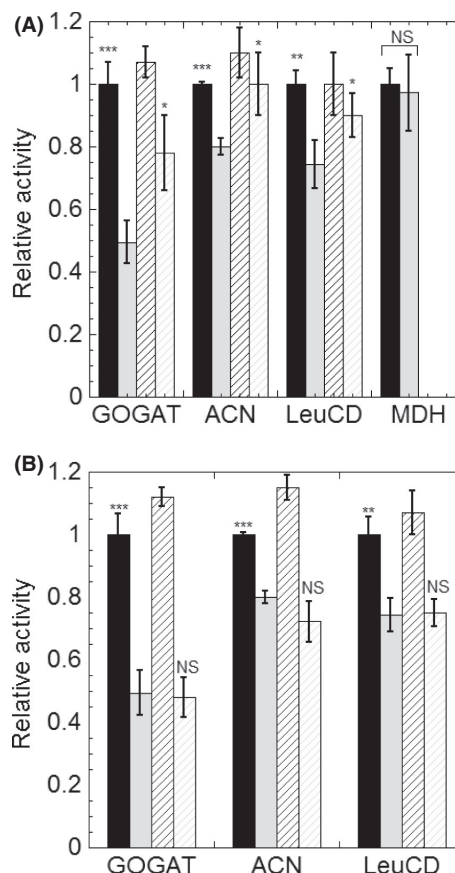 (A)
1.2
1
0.8
0.6
0.4
0.2
0
Relative activity
*** * *** * ** * NS
GOGAT ACN LeuCD MDH
(B)
1.2
1
0.8
0.6
0.4
0.2
0
Relative activity
*** NS *** NS ** NS
GOGAT ACN LeuCD